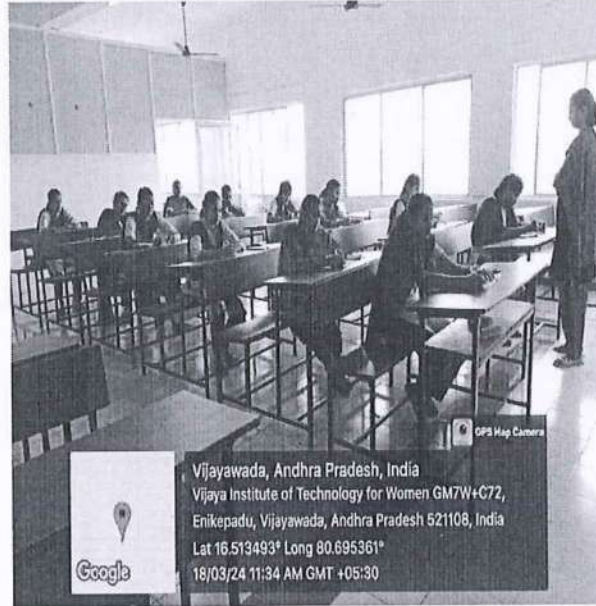 GPS Map Camera
Vijayawada, Andhra Pradesh, India
Vijaya Institute of Technology for Women GM7W+C72,
Enikepadu, Vijayawada, Andhra Pradesh 521108, India
Lat 16.513493° Long 80.695361°
18/03/24 11:34 AM GMT +05:30
Google